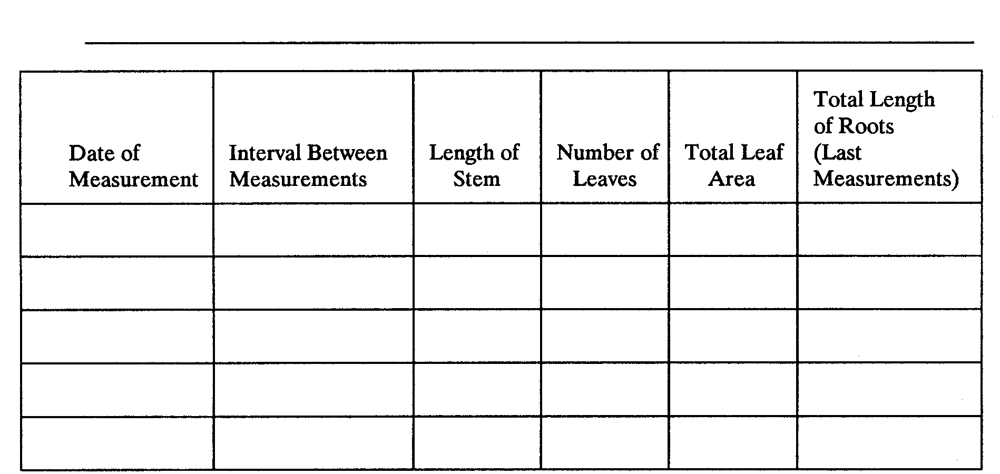 Date of
Measurement
Interval Between
Measurements
Length of
Stem
Number of
Leaves
Total Leaf
Area
Total Length
of Roots
(Last
Measurements)